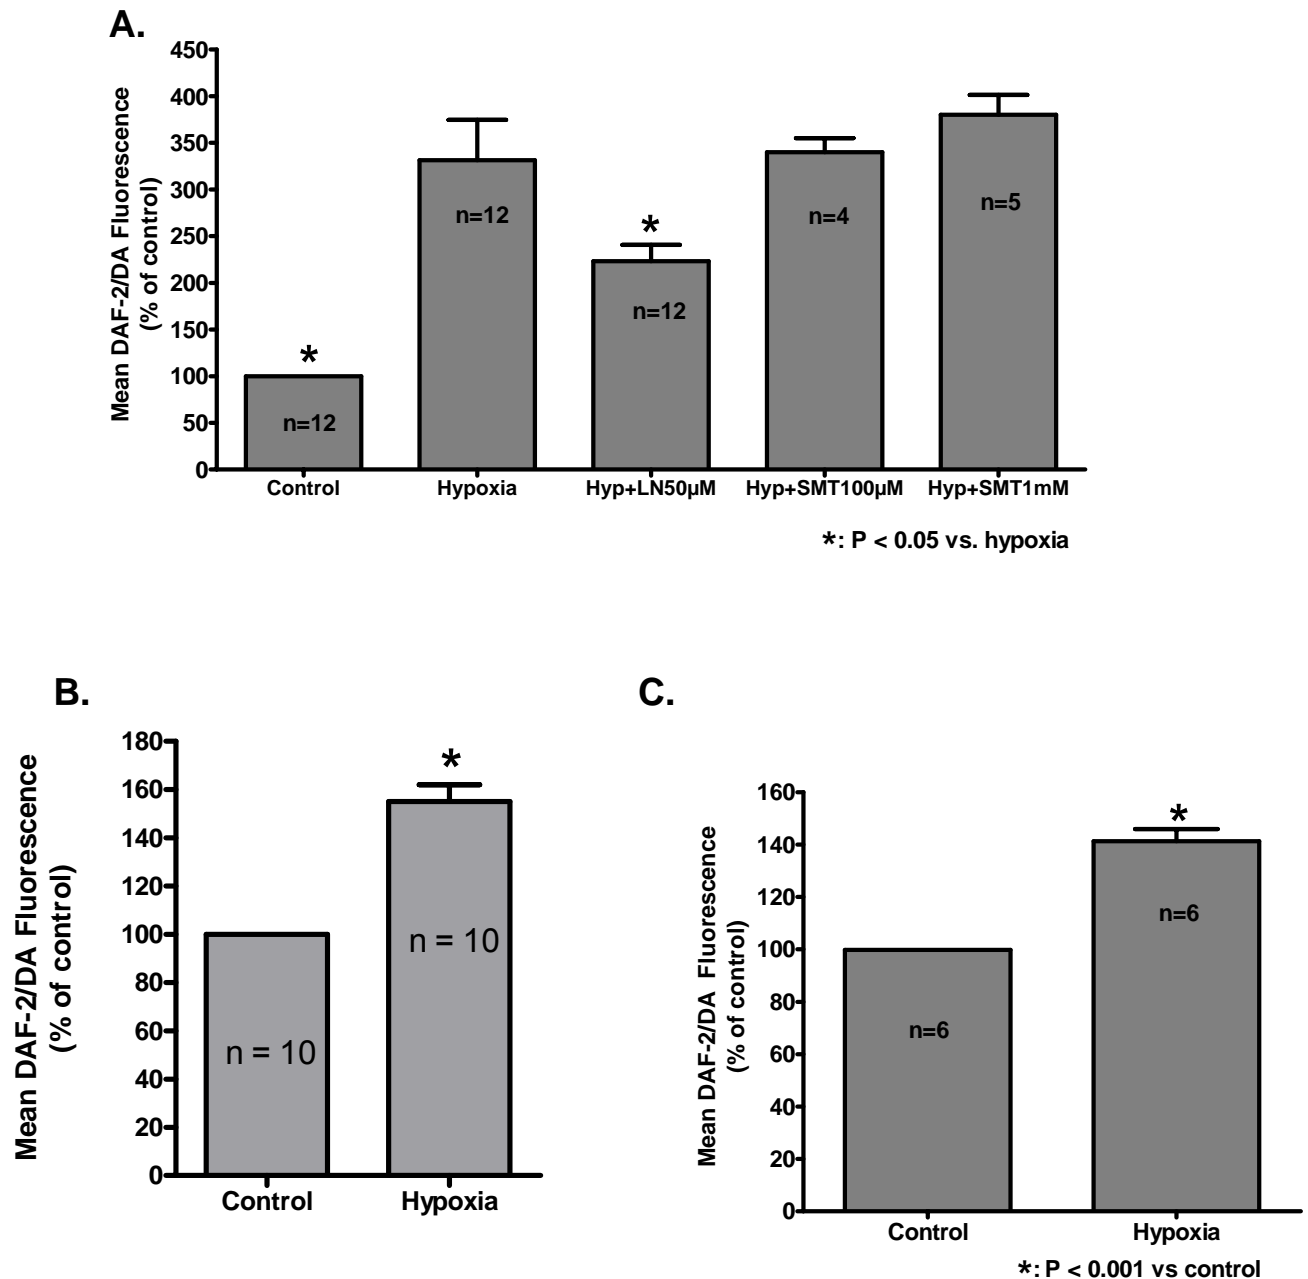 A.
Mean DAF-2/DA Fluorescence
(% of control)
450
400
350
300
250
200
150
100
50
0
*
n=12
n=12
*
n=12
n=4
n=5
Control
Hypoxia
Hyp+LN50µM
Hyp+SMT100µM
Hyp+SMT1mM
*: P < 0.05 vs. hypoxia
B.
Mean DAF-2/DA Fluorescence
(% of control)
180
160
140
120
100
80
60
40
20
0
*
n = 10
n = 10
Control
Hypoxia
C.
Mean DAF-2/DA Fluorescence
(% of control)
160
140
120
100
80
60
40
20
0
*
n=6
n=6
Control
Hypoxia
*: P < 0.001 vs control